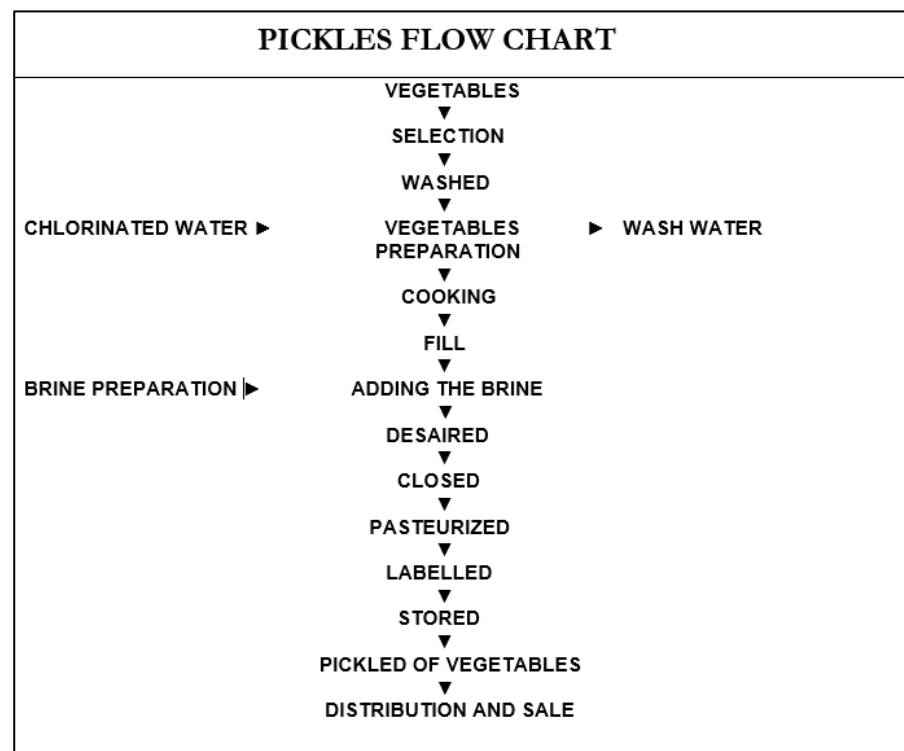 PICKLES FLOW CHART
VEGETABLES
SELECTION
WASHED
CHLORINATED WATER ► VEGETABLES ► WASH WATER
PREPARATION
COOKING
FILL
BRINE PREPARATION ► ADDING THE BRINE
DESAIRED
CLOSED
PASTEURIZED
LABELLED
STORED
PICKLED OF VEGETABLES
DISTRIBUTION AND SALE